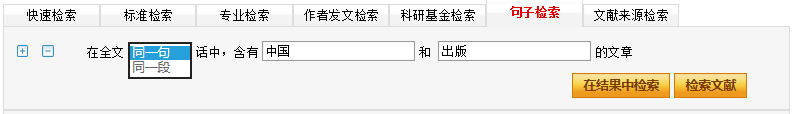 快速检索 标准检索 专业检索 作者发文检索 科研基金检索 句子检索 文献来源检索
在全文 同一句 话中，含有 中国 和 出版 的文章
同一段
在结果中检索 检索文献